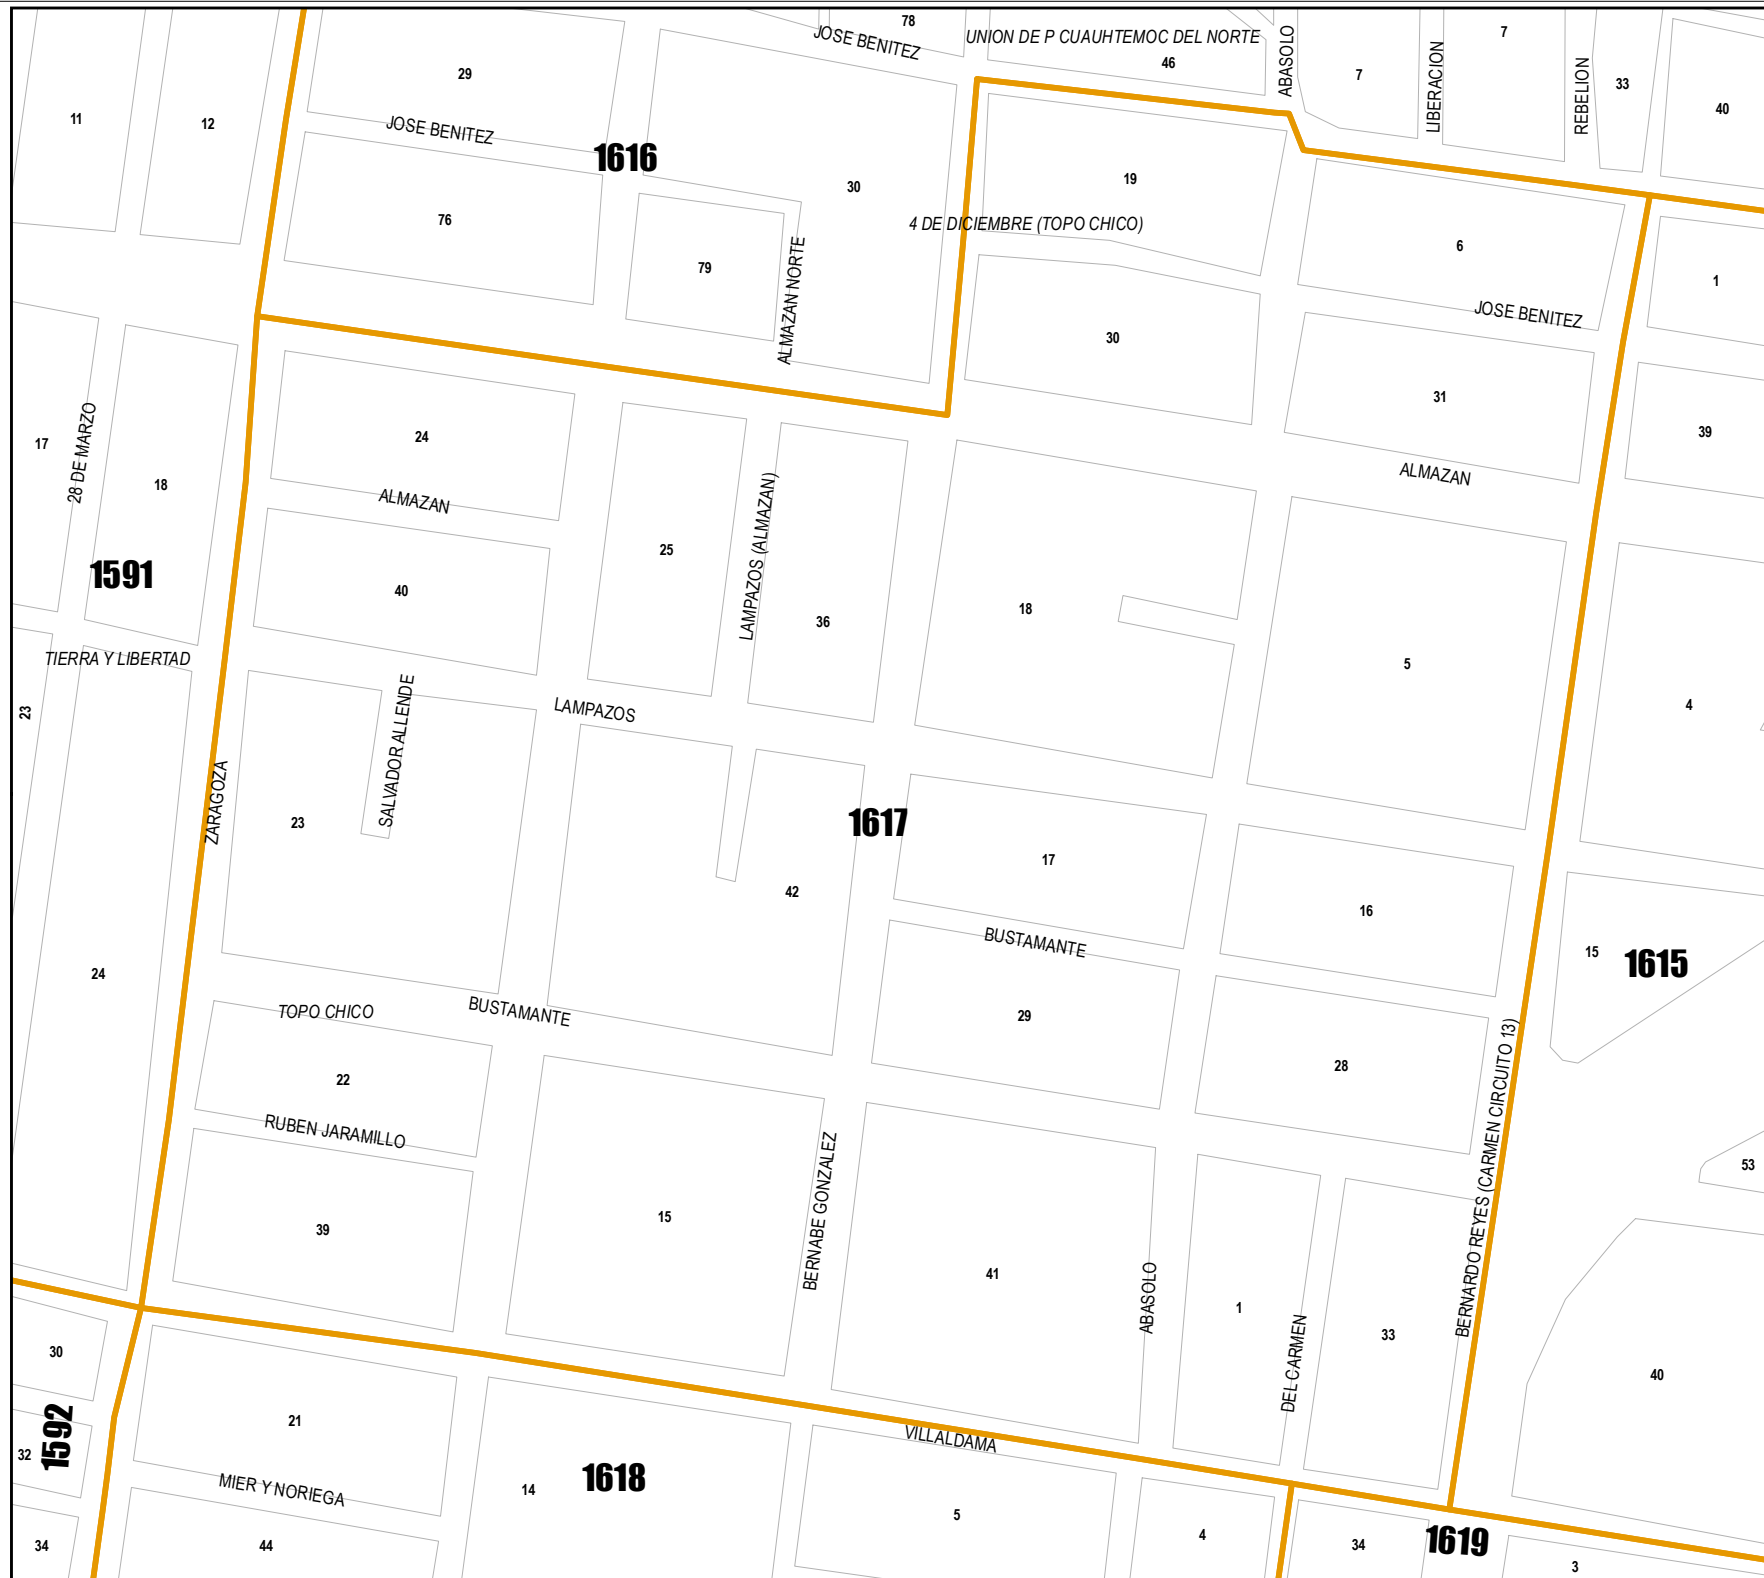 78
JOSE BENITEZ
UNION DE P CUAUHTEMOC DEL NORTE
46
ABASOLO
7
LIBERACION
7
REBELION
33
40
29
11
12
JOSE BENITEZ
1616
30
19
76
4 DE DICIEMBRE (TOPO CHICO)
6
79
ALMAZAN NORTE
1
JOSE BENITEZ
30
31
39
17
28 DE MARZO
18
24
ALMAZAN
ALMAZAN
25
LAMPAZOS (ALMAZAN)
1591
40
36
18
5
TIERRA Y LIBERTAD
23
SALVADOR ALLENDE
LAMPAZOS
4
ZARAGOZA
23
1617
17
42
16
BUSTAMANTE
15
1615
24
TOPO CHICO
BUSTAMANTE
29
28
22
RUBEN JARAMILLO
BERNARDO REYES (CARMEN CIRCUITO 13)
53
39
15
BERNABE GONZALEZ
41
ABASOLO
1
DEL CARMEN
33
40
30
1592
32
21
VILLALDAMA
MIER Y NORIEGA
14
1618
5
4
34
1619
34
44
3